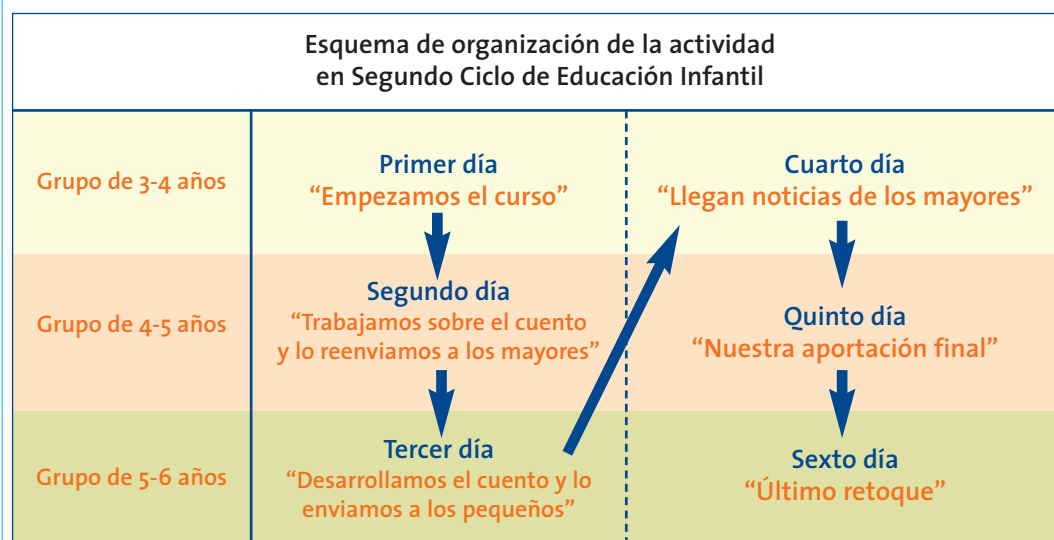 Esquema de organización de la actividad
en Segundo Ciclo de Educación Infantil
Grupo de 3-4 años
Primer día
“Empezamos el curso”
Cuarto día
“Llegan noticias de los mayores”
Grupo de 4-5 años
Segundo día
“Trabajamos sobre el cuento
y lo reenviamos a los mayores”
Quinto día
“Nuestra aportación final”
Grupo de 5-6 años
Tercer día
“Desarrollamos el cuento y lo
enviamos a los pequeños”
Sexto día
“Último retoque”